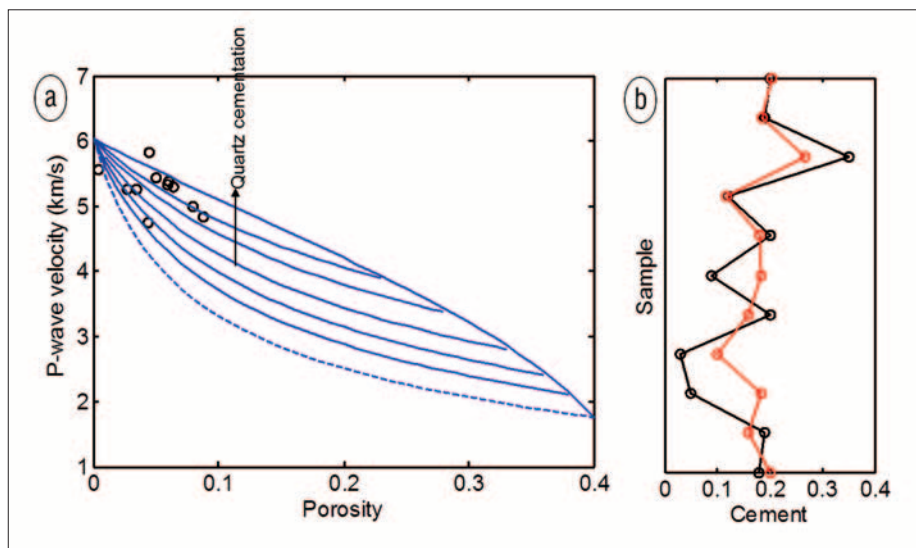 a
7
6
5
4
3
2
1
P-wave velocity (km/s)
Quartz cementation
0
0.1
0.2
0.3
0.4
Porosity
b
Sample
0
0.1
0.2
0.3
0.4
Cement